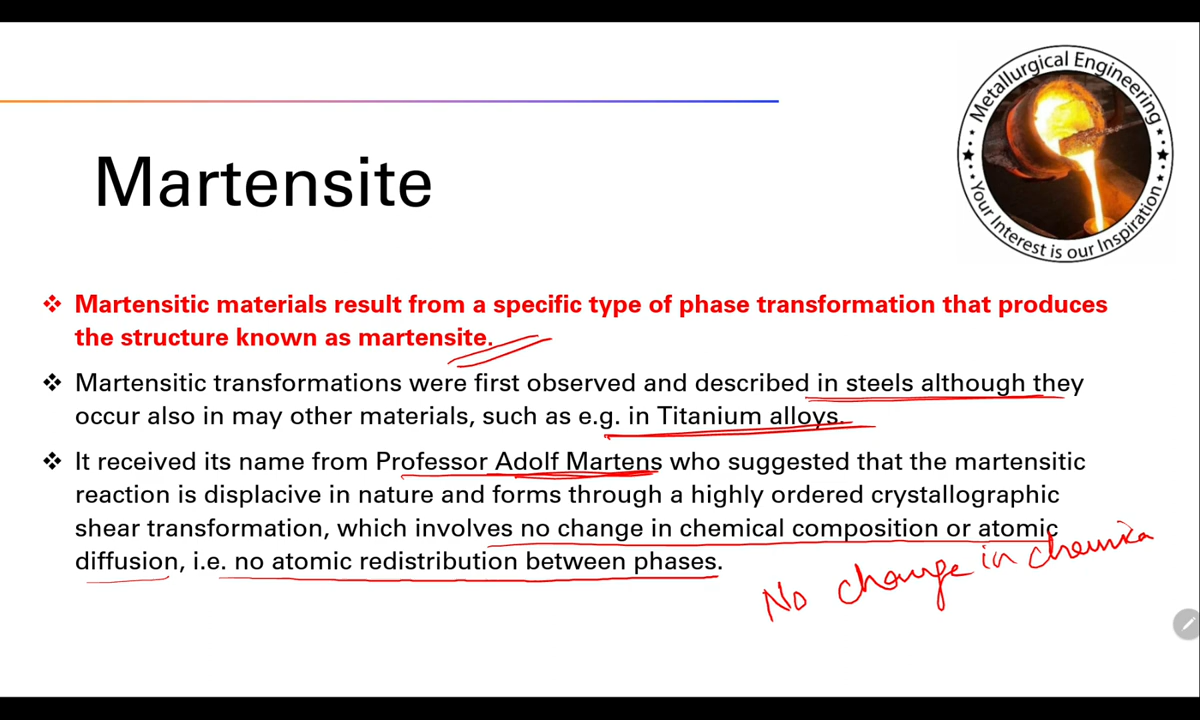 Metallurgical Engineering
Your Interest is our Inspiration
Martensite
❖ Martensitic materials result from a specific type of phase transformation that produces
the structure known as martensite.
❖ Martensitic transformations were first observed and described in steels although they
occur also in may other materials, such as e.g. in Titanium alloys.
❖ It received its name from Professor Adolf Martens who suggested that the martensitic
reaction is displacive in nature and forms through a highly ordered crystallographic
shear transformation, which involves no change in chemical composition or atomic
diffusion, i.e. no atomic redistribution between phases.
No change in chemica